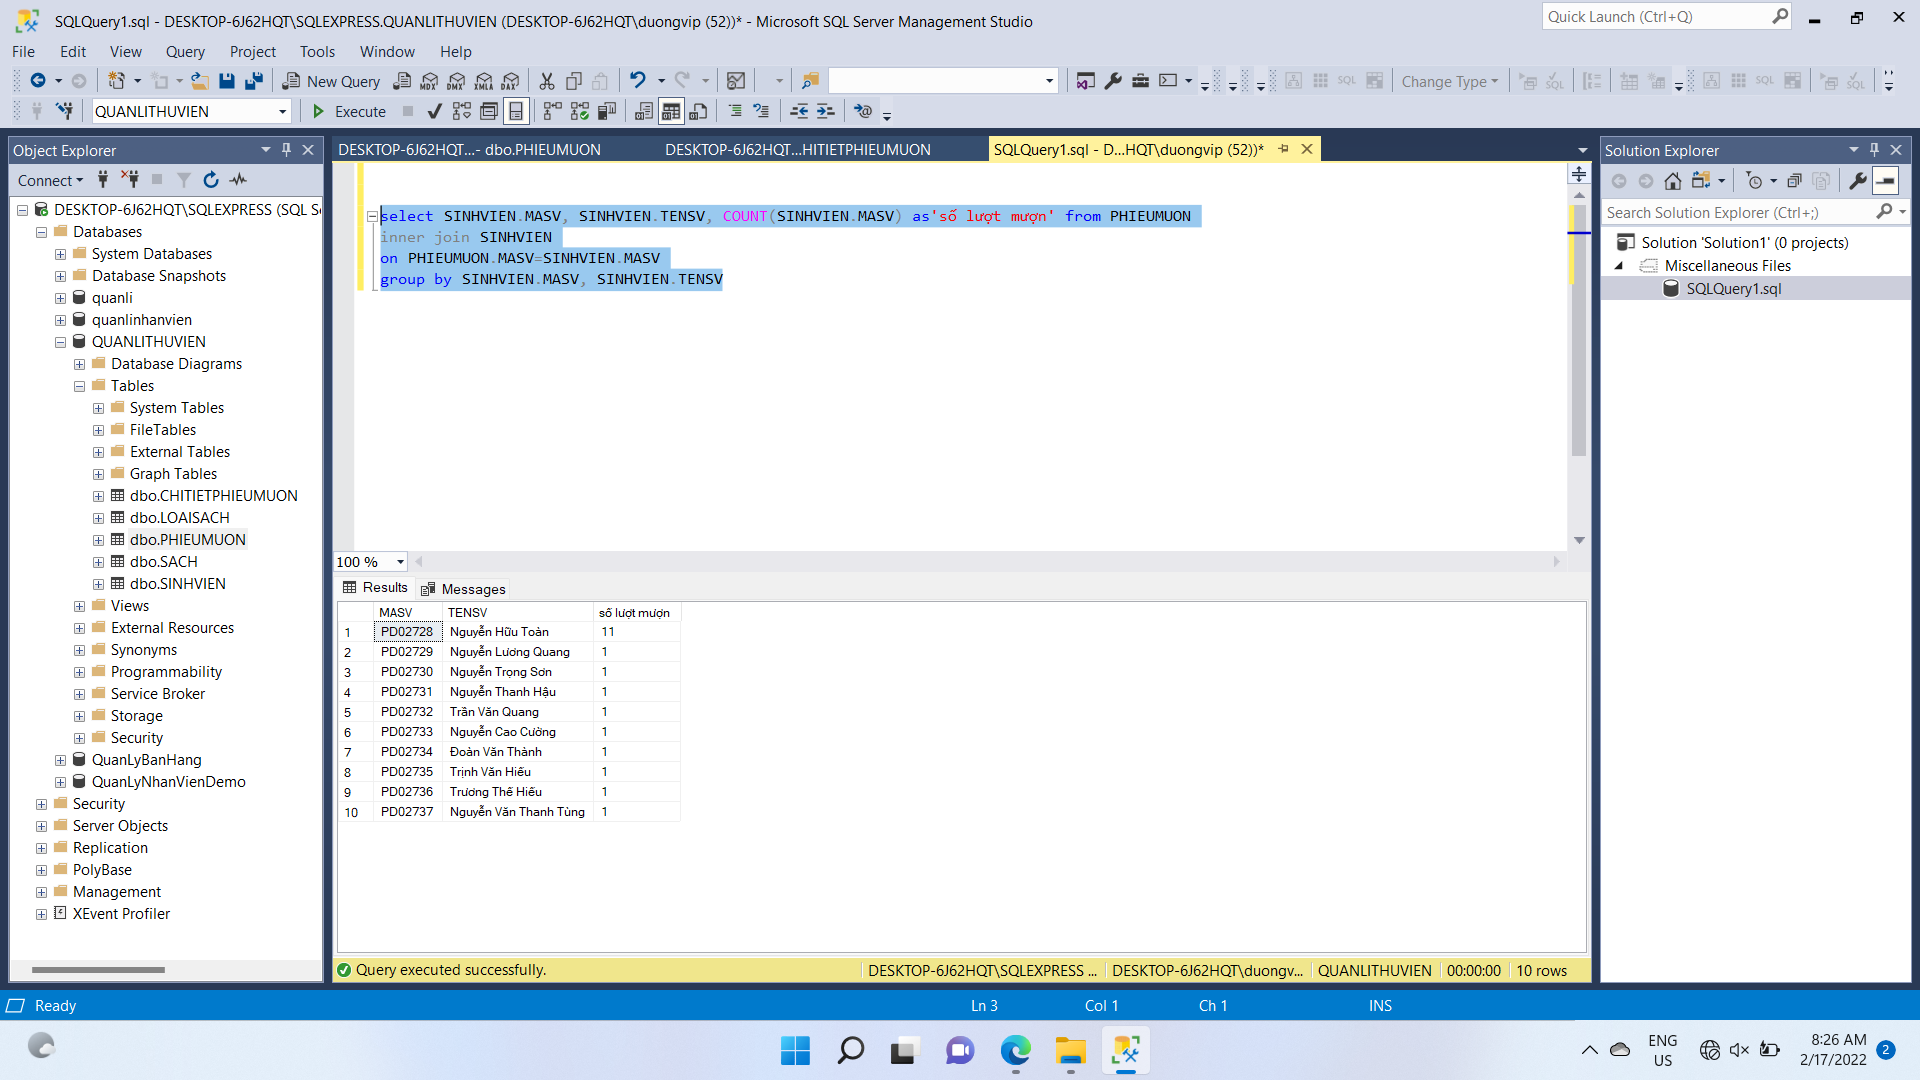 SQLQuery1.sql - DESKTOP-6J62HQT\SQLEXPRESS.QUANLITHUVIEN (DESKTOP-6J62HQT\duongvip (52))* - Microsoft SQL Server Management Studio
Quick Launch (Ctrl+Q)
File Edit View Query Project Tools Window Help
New Query MDX DMX XMLA DAX
SQL Change Type SQL
QUANLITHUVIEN Execute
Object Explorer
Connect
DESKTOP-6J62HQT\SQLEXPRESS (SQL S
Databases
System Databases
Database Snapshots
quanli
quanlinhanvien
QUANLITHUVIEN
Database Diagrams
Tables
System Tables
FileTables
External Tables
Graph Tables
dbo.CHITIETPHIEUMUON
dbo.LOAISACH
dbo.PHIEUMUON
dbo.SACH
dbo.SINHVIEN
Views
External Resources
Synonyms
Programmability
Service Broker
Storage
Security
QuanLyBanHang
QuanLyNhanVienDemo
Security
Server Objects
Replication
PolyBase
Management
XEvent Profiler
DESKTOP-6J62HQT...- dbo.PHIEUMUON DESKTOP-6J62HQT...HITIETPHIEUMUON SQLQuery1.sql - D...HQT\duongvip (52))*
select SINHVIEN.MASV, SINHVIEN.TENSV, COUNT(SINHVIEN.MASV) as'số lượt mượn' from PHIEUMUON
inner join SINHVIEN
on PHIEUMUON.MASV=SINHVIEN.MASV
group by SINHVIEN.MASV, SINHVIEN.TENSV
100 %
Results Messages
MASV TENSV số lượt mượn
1 PD02728 Nguyễn Hữu Toàn 11
2 PD02729 Nguyễn Lương Quang 1
3 PD02730 Nguyễn Trọng Sơn 1
4 PD02731 Nguyễn Thanh Hậu 1
5 PD02732 Trần Văn Quang 1
6 PD02733 Nguyễn Cao Cường 1
7 PD02734 Đoàn Văn Thành 1
8 PD02735 Trịnh Văn Hiếu 1
9 PD02736 Trương Thế Hiếu 1
10 PD02737 Nguyễn Văn Thanh Tùng 1
Query executed successfully. DESKTOP-6J62HQT\SQLEXPRESS ... DESKTOP-6J62HQT\duongv... QUANLITHUVIEN 00:00:00 10 rows
Solution Explorer
Search Solution Explorer (Ctrl+;)
Solution 'Solution1' (0 projects)
Miscellaneous Files
SQLQuery1.sql
Ready Ln 3 Col 1 Ch 1 INS
ENG
US
8:26 AM
2/17/2022
2